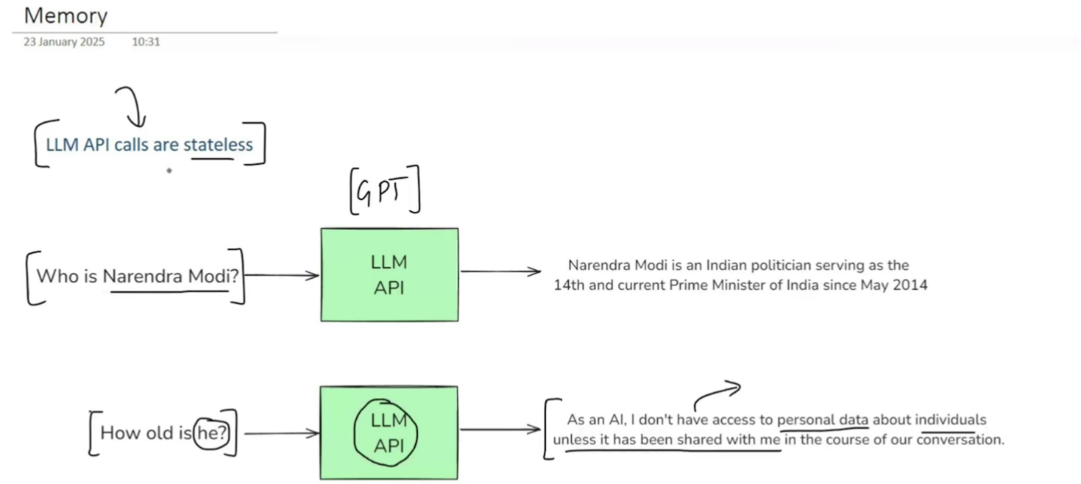 Memory
23 January 2025 10:31
LLM API calls are stateless
[GPT]
Who is Narendra Modi?
LLM
API
Narendra Modi is an Indian politician serving as the
14th and current Prime Minister of India since May 2014
How old is he?
LLM
API
As an AI, I don't have access to personal data about individuals
unless it has been shared with me in the course of our conversation.